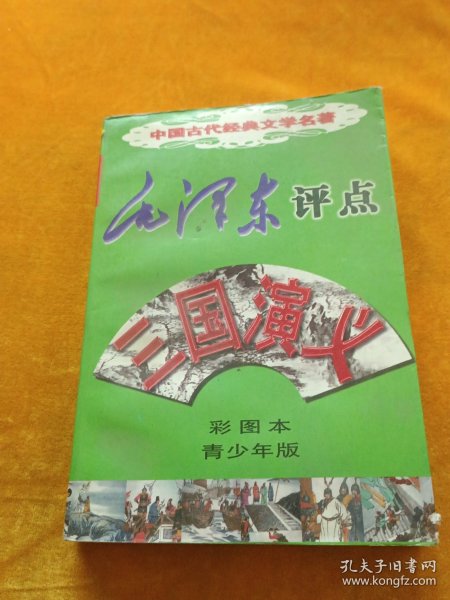 中国古代经典文学名著
毛泽东 评点
三国演义
彩图本
青少年版
孔夫子旧书网
www.kongfz.com